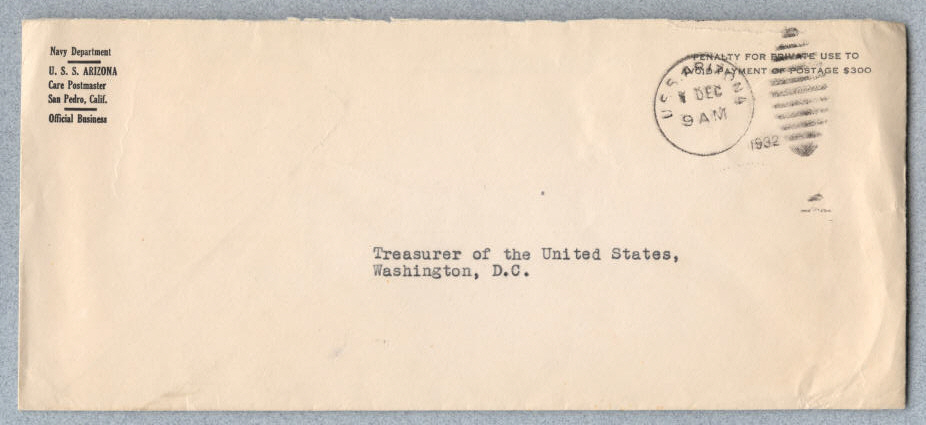 Navy Department
U. S. S. ARIZONA
Care Postmaster
San Pedro, Calif.
Official Business
PENALTY FOR PRIVATE USE TO
AVOID PAYMENT OF POSTAGE $300
U.S.S. ARIZONA
DEC
9 AM
1932
Treasurer of the United States,
Washington, D.C.